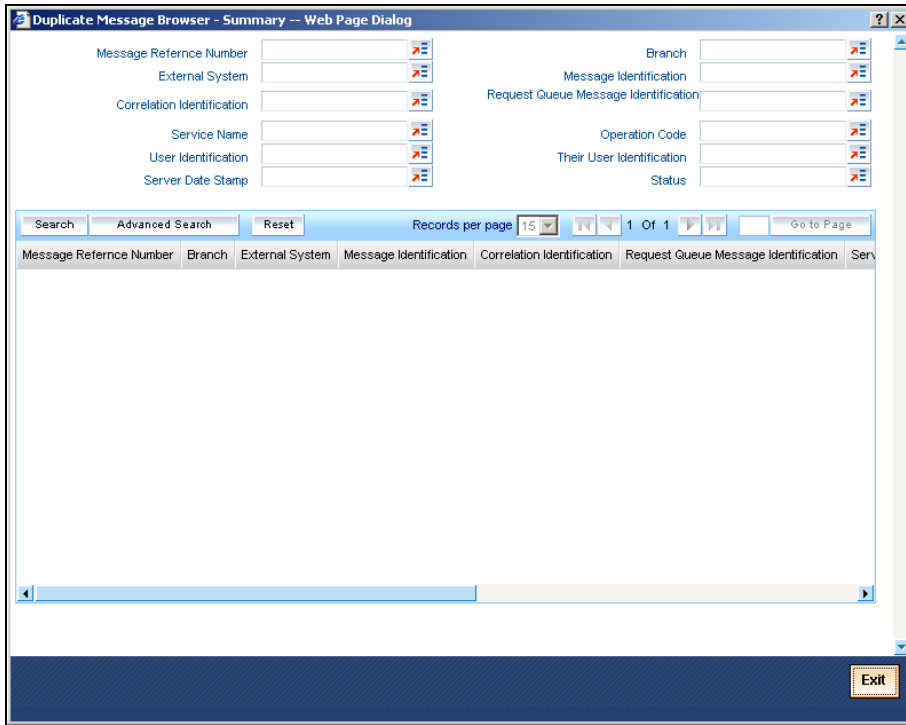 Duplicate Message Browser - Summary -- Web Page Dialog
Message Refernce Number
Branch
External System
Message Identification
Correlation Identification
Request Queue Message Identification
Service Name
Operation Code
User Identification
Their User Identification
Server Date Stamp
Status
Search Advanced Search Reset Records per page 15 1 Of 1 Go to Page
Message Refernce Number Branch External System Message Identification Correlation Identification Request Queue Message Identification Serv
Exit